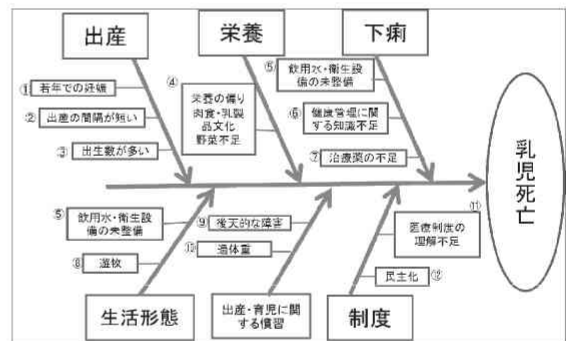 出産
栄養
下痢
①若年での妊娠
②出産の間隔が短い
③出生数が多い
④
栄養の偏り
肉食・乳製
品文化
野菜不足
⑤
飲用水・衛生設
備の未整備
⑥
健康管理に関
する知識不足
⑦治療薬の不足
乳児死亡
⑤
飲用水・衛生設
備の未整備
⑧遊牧
⑨後天的な障害
⑩過体重
⑪
医療制度の
理解不足
民主化⑫
生活形態
出産・育児に関
する慣習
制度